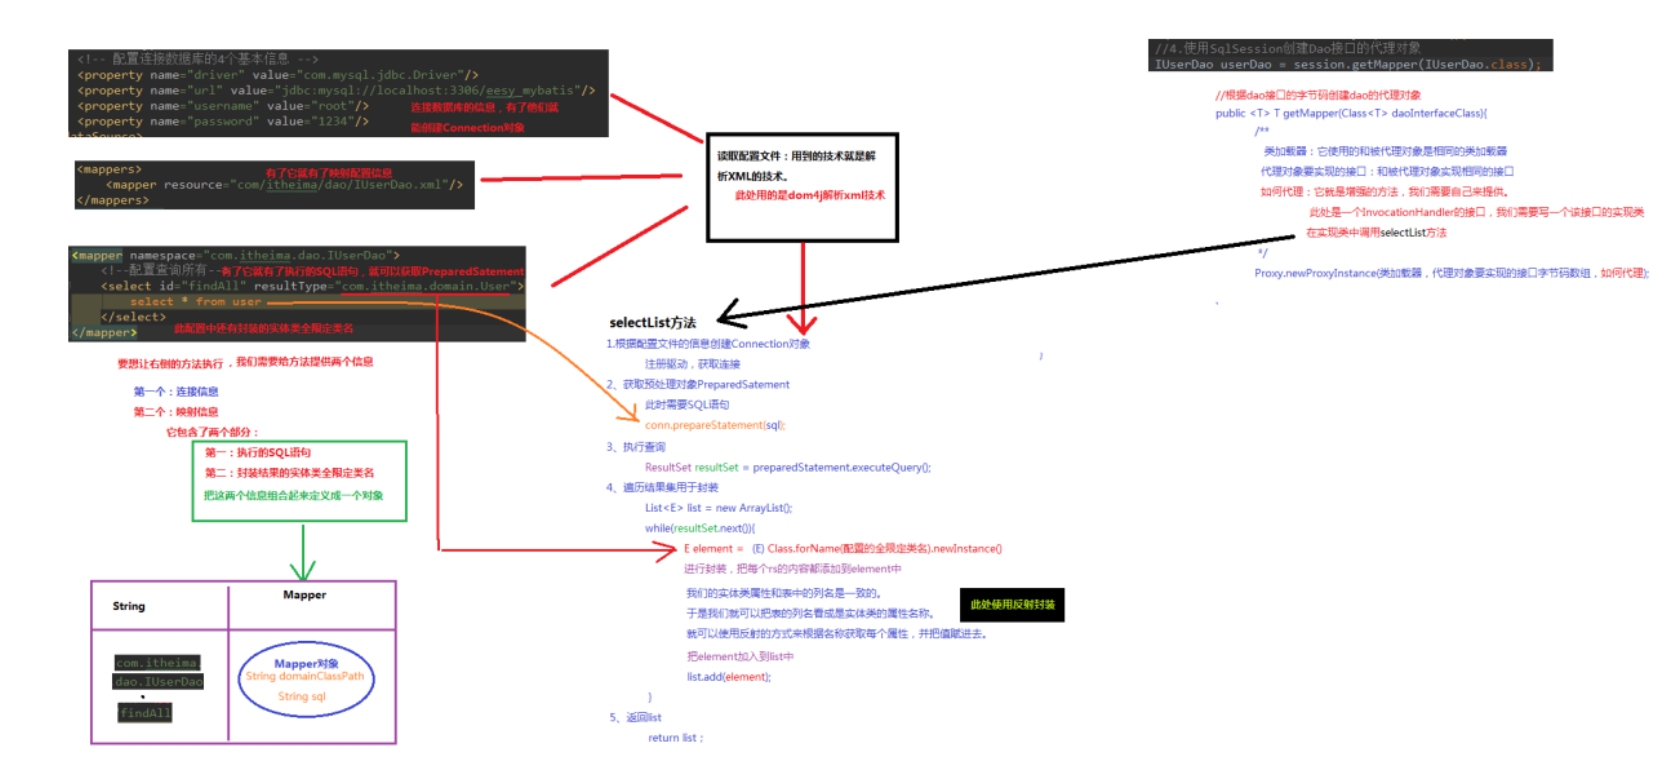 <!-- 配置连接数据库的4个基本信息 -->
<property name="driver" value="com.mysql.jdbc.Driver"/>
<property name="url" value="jdbc:mysql://localhost:3306/eesy_mybatis"/>
<property name="username" value="root"/>
连接数据库的信息，有了他们就
<property name="password" value="1234"/>
能创建Connection对象
dataSource>
<mappers>
有了它就有了映射配置信息
<mapper resource="com/itheima/dao/IUserDao.xml"/>
</mappers>
<mapper namespace="com.itheima.dao.IUserDao">
<!--配置查询所有--
有了它就有了执行的SQL语句，就可以获取PreparedSatement
<select id="findAll" resultType="com.itheima.domain.User">
select * from user
</select>
</mapper>
此配置中还有封装的实体类全限定类名
要想让右侧的方法执行，我们需要给方法提供两个信息
第一个：连接信息
第二个：映射信息
它包含了两个部分：
第一：执行的SQL语句
第二：封装结果的实体类全限定类名
把这两个信息组合起来定义成一个对象
String
Mapper
com.itheima.
dao.IUserDao
.
findAll
Mapper对象
String domainClassPath
String sql
读取配置文件：用到的技术就是解
析XML的技术。
此处用的是dom4j解析xml技术
selectList方法
1.根据配置文件的信息创建Connection对象
注册驱动，获取连接
2、获取预处理对象PreparedSatement
此时需要SQL语句
conn.prepareStatement(sql);
3、执行查询
ResultSet resultSet = preparedStatement.executeQuery();
4、遍历结果集用于封装
List<E> list = new ArrayList();
while(resultSet.next()){
E element = (E) Class.forName(配置的全限定类名).newInstance()
进行封装，把每个rs的内容都添加到element中
我们的实体类属性和表中的列名是一致的。
于是我们就可以把表的列名看成是实体类的属性名称。
就可以使用反射的方式来根据名称获取每个属性，并把值赋进去。
此处使用反射封装
把element加入到list中
list.add(element);
}
5、返回list
return list；
//4.使用SqlSession创建Dao接口的代理对象
IUserDao userDao = session.getMapper(IUserDao.class);
//根据dao接口的字节码创建dao的代理对象
public <T> T getMapper(Class<T> daoInterfaceClass){
/**
类加载器：它使用的和被代理对象是相同的类加载器
代理对象要实现的接口：和被代理对象实现相同的接口
如何代理：它就是增强的方法，我们需要自己来提供。
此处是一个InvocationHandler的接口，我们需要写一个该接口的实现类
在实现类中调用selectList方法
*/
Proxy.newProxyInstance(类加载器，代理对象要实现的接口字节码数组，如何代理);
}